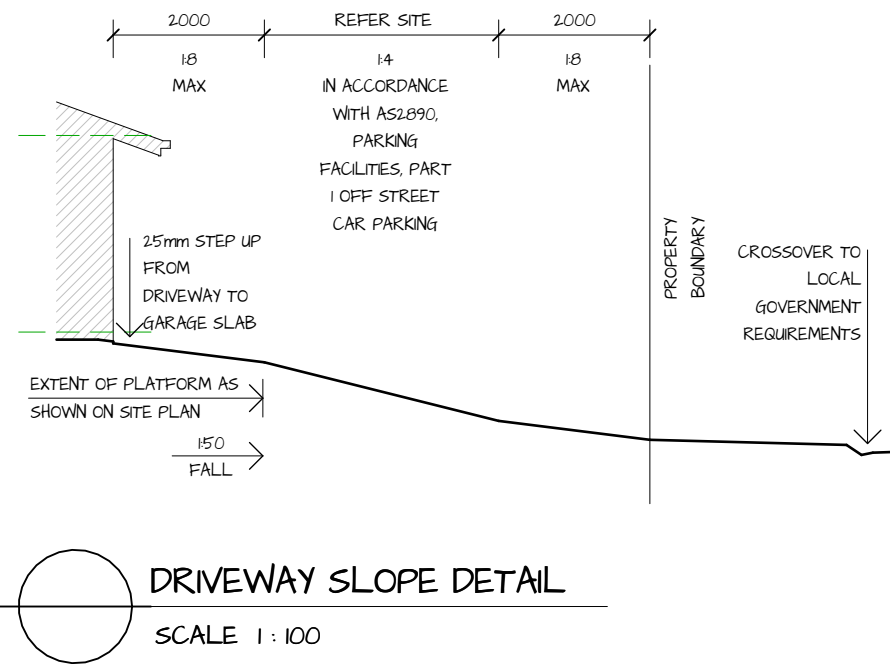 2000
REFER SITE
2000
1:8
MAX
1:4
IN ACCORDANCE
WITH AS2890,
PARKING
FACILITIES, PART
1 OFF STREET
CAR PARKING
1:8
MAX
25mm STEP UP
FROM
DRIVEWAY TO
GARAGE SLAB
PROPERTY
BOUNDARY
CROSSOVER TO
LOCAL
GOVERNMENT
REQUIREMENTS
EXTENT OF PLATFORM AS
SHOWN ON SITE PLAN
1:50
FALL
DRIVEWAY SLOPE DETAIL
SCALE 1 : 100